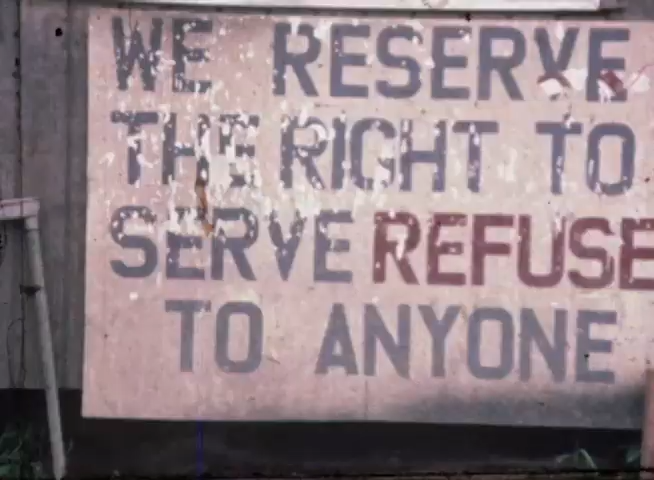 WE RESERVE
THE RIGHT TO
SERVE REFUSE
TO ANYONE